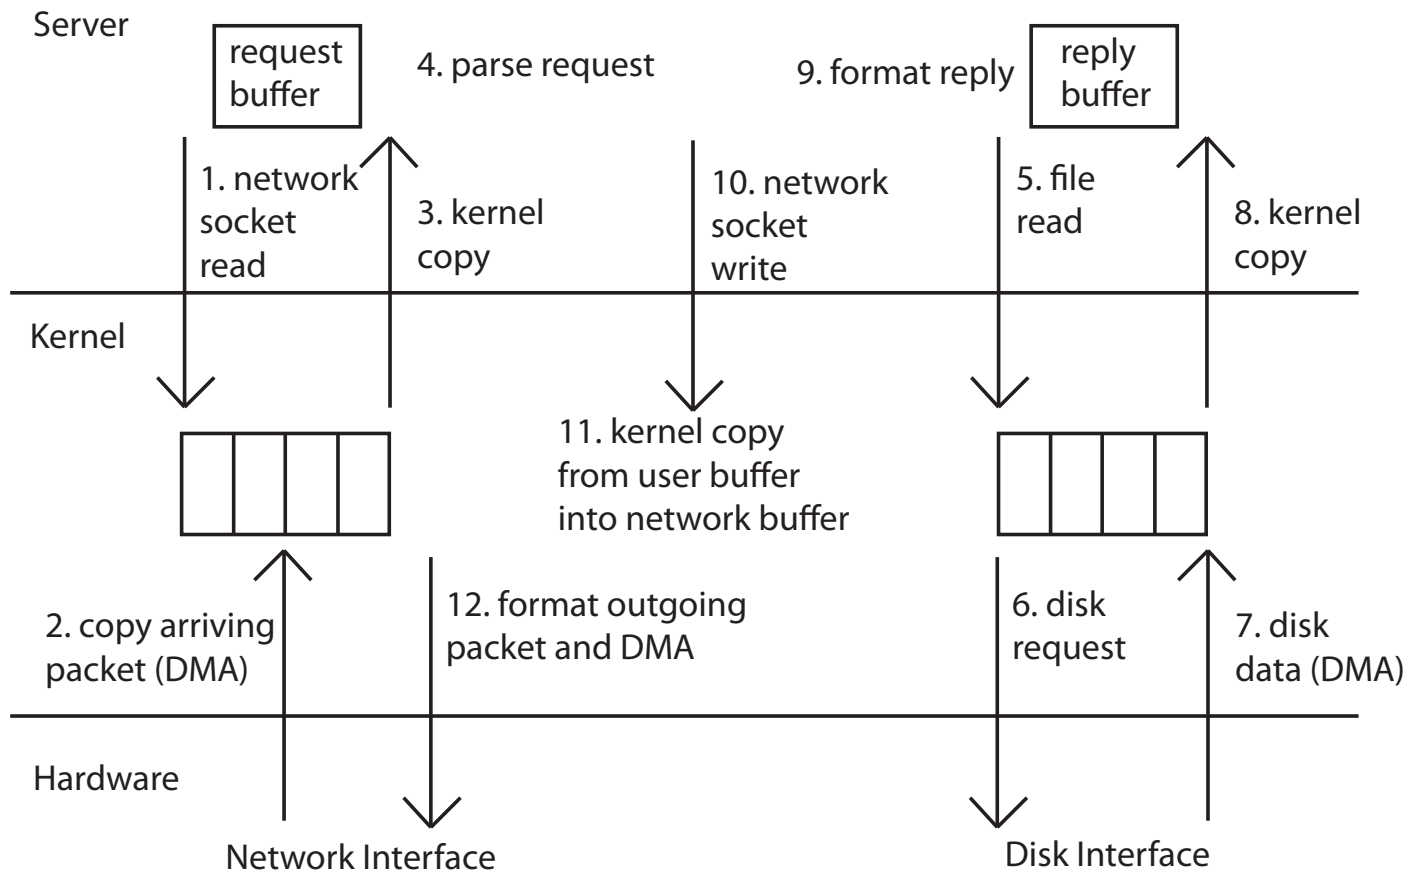 Server
request
buffer
4. parse request
9. format reply
reply
buffer
1. network
socket
read
3. kernel
copy
10. network
socket
write
5. file
read
8. kernel
copy
Kernel
11. kernel copy
from user buffer
into network buffer
2. copy arriving
packet (DMA)
12. format outgoing
packet and DMA
6. disk
request
7. disk
data (DMA)
Hardware
Network Interface
Disk Interface